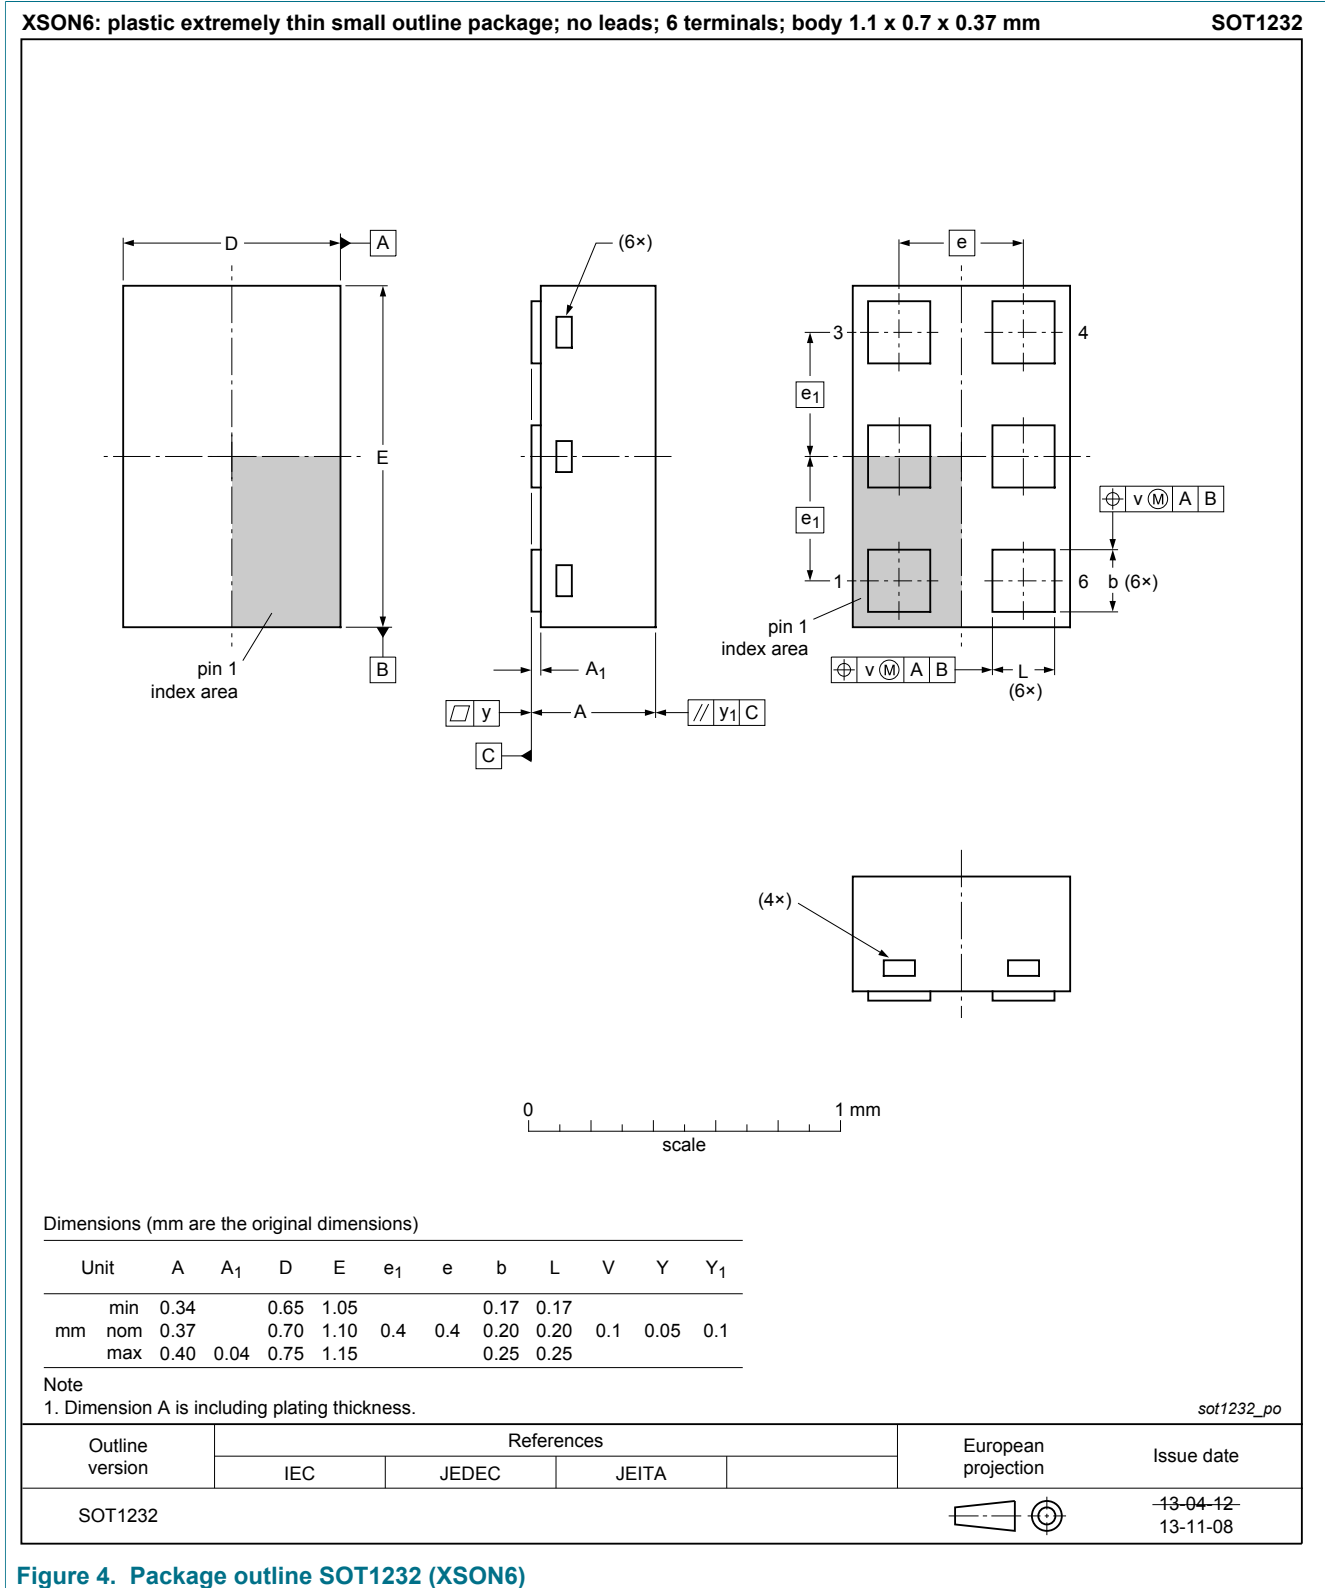 XSON6: plastic extremely thin small outline package; no leads; 6 terminals; body 1.1 x 0.7 x 0.37 mm SOT1232
D A (6×) e
3 4
e1
E
v M A B
e1
1 6 b (6×)
pin 1
index area
pin 1
index area
B A1 v M A B L
(6×)
y A // y1 C
C
(4×)
0 1 mm
scale
Dimensions (mm are the original dimensions)
Unit A A1 D E e1 e b L V Y Y1
min 0.34 0.65 1.05 0.17 0.17
mm nom 0.37 0.70 1.10 0.4 0.4 0.20 0.20 0.1 0.05 0.1
max 0.40 0.04 0.75 1.15 0.25 0.25
Note
1. Dimension A is including plating thickness.
sot1232_po
Outline version References European projection Issue date
IEC JEDEC JEITA
SOT1232 13-04-12
13-11-08
Figure 4. Package outline SOT1232 (XSON6)